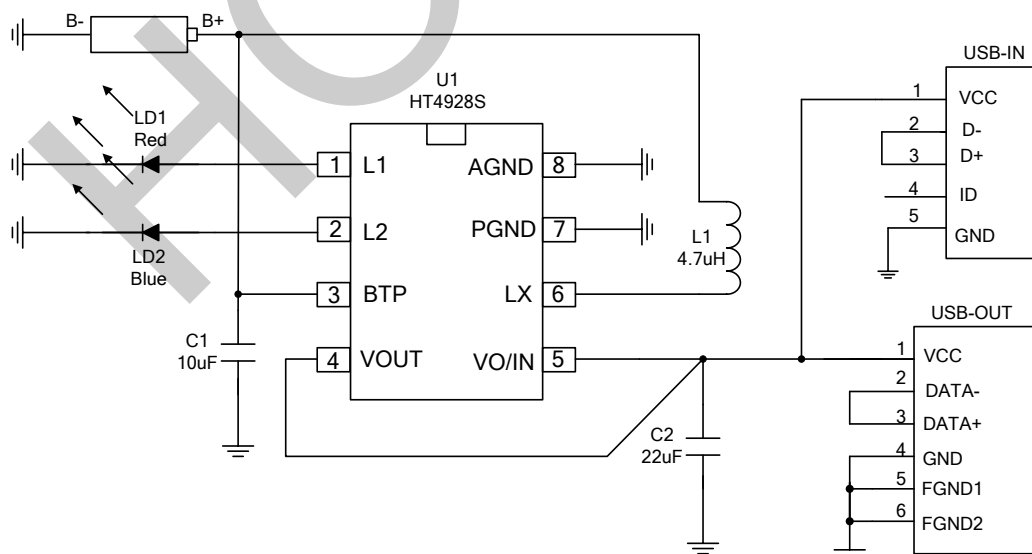 B-
B+
U1
HT4928S
LD1
Red
LD2
Blue
1
L1
2
L2
3
BTP
4
VOUT
AGND
8
PGND
7
LX
6
VO/IN
5
C1
10uF
L1
4.7uH
C2
22uF
USB-IN
1
VCC
2
D-
3
D+
4
ID
5
GND
USB-OUT
1
VCC
2
DATA-
3
DATA+
4
GND
5
FGND1
6
FGND2